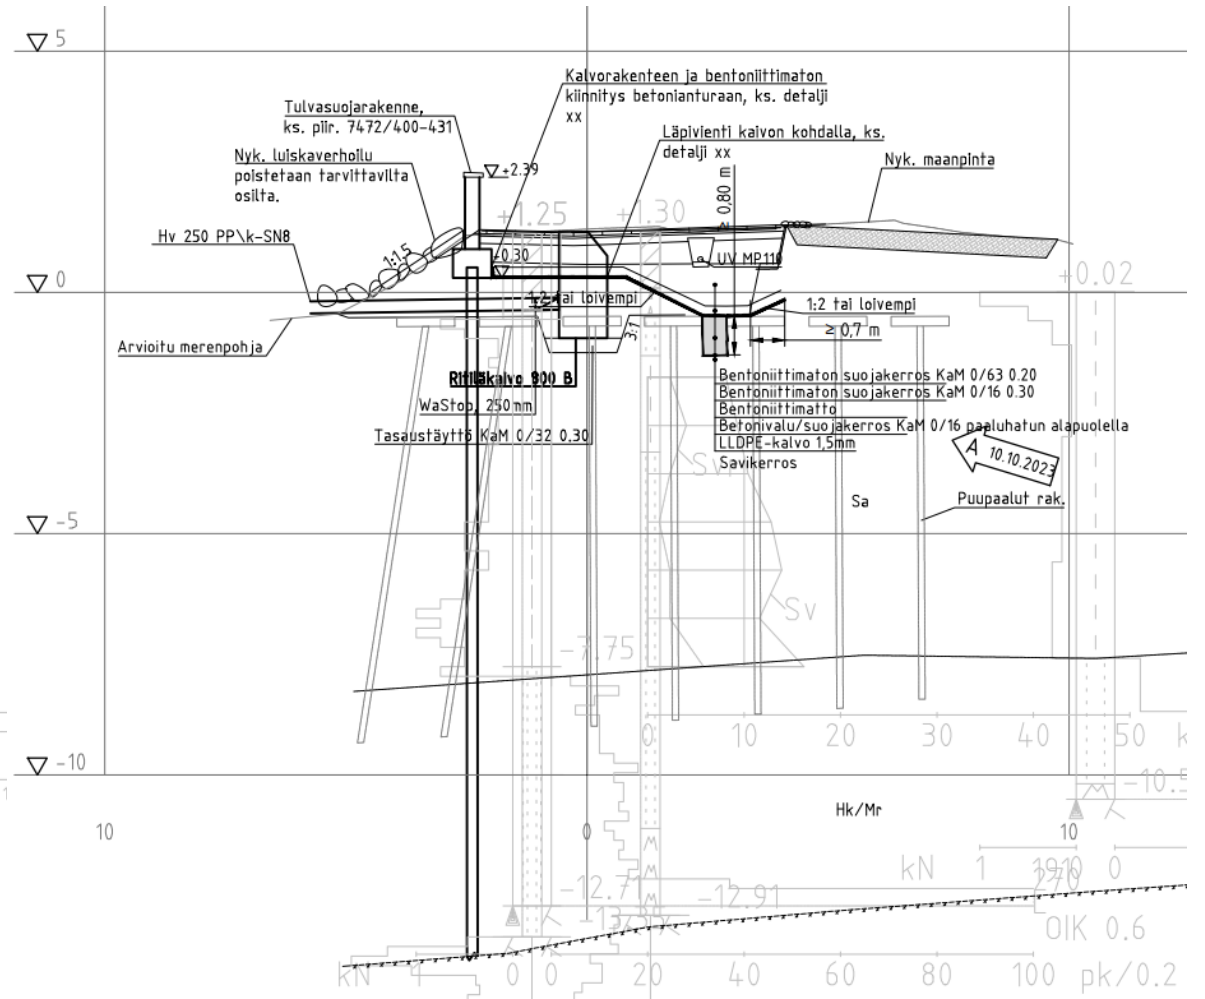 5
Kalvorakenteen ja bentoniittimaton
kiinnitys betonianturaan, ks. detalji
xx
Tulvasuojarakenne,
ks. piir. 7472/400-431
Läpivienti kaivon kohdalla, ks.
detalji xx
Nyk. luiskaverhoilu
poistetaan tarvittavilta
osilta.
Nyk. maanpinta
+2.39
≥ 0,80 m
+1.25
+1.30
Hv 250 PP\k-SN8
1:1,5
-0.30
UV MP110
+0.02
0
1:2 tai loivempi
1:2 tai loivempi
3:1
≥ 0,7 m
Arvioitu merenpohja
Ritiläkaivo 800 B
WaStop, 250mm
Tasaustäyttö KaM 0/32 0.30
Bentoniittimaton suojakerros KaM 0/63 0.20
Bentoniittimaton suojakerros KaM 0/16 0.30
Bentoniittimatto
Betonivalu/suojakerros KaM 0/16 paaluhatun alapuolella
LLDPE-kalvo 1,5mm
Savikerros
A 10.10.2023
Sa
Puupaalut rak.
-5
Sv
-7.75
0 10 20 30 40 50 k
-10
Hk/Mr
10 0 10
kN 1 0
270
-12.71
-12.91
OIK 0.6
kN 1 0 0 20 40 60 80 100 pk/0.2